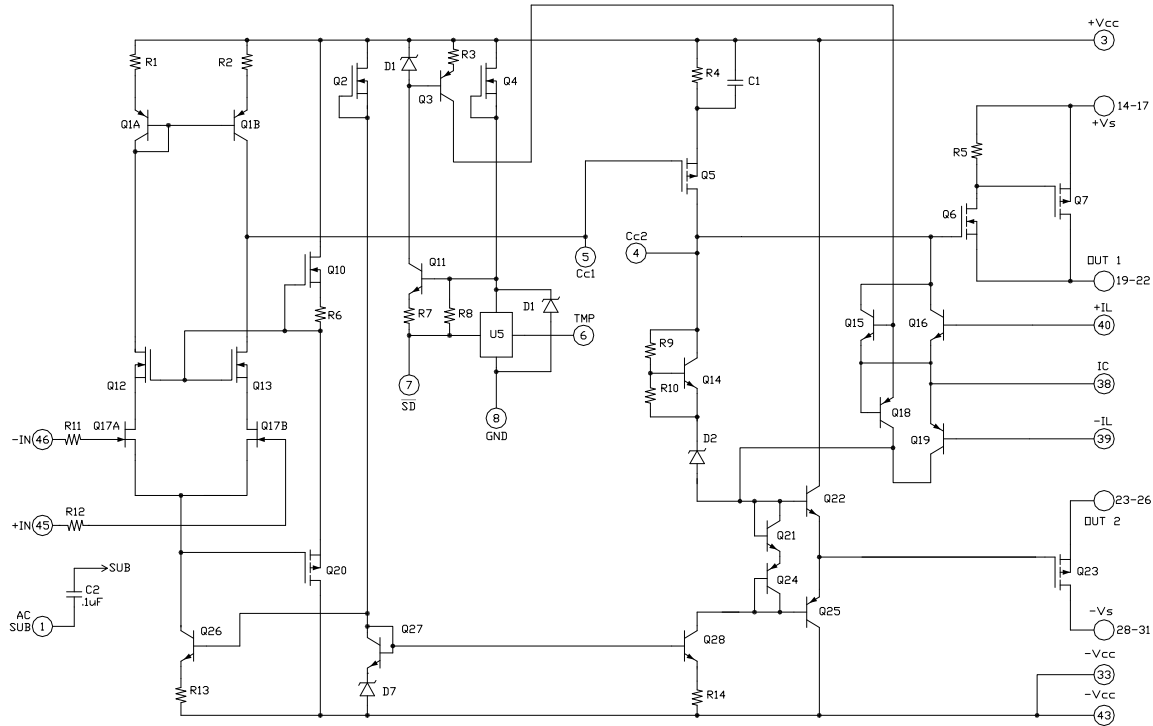 +Vcc
3
R1
R2
Q2
D1
R3
Q3
Q4
R4
C1
Q1A
Q1B
14-17
+Vs
R5
Q5
Q7
Q6
Cc2
4
5
Cc1
OUT 1
19-22
Q10
Q11
R6
R7
R8
D1
U5
TMP
6
Q15
Q16
+IL
40
R9
Q12
Q13
Q14
R10
7
SD
8
GND
IC
38
Q18
-IN
46
R11
Q17A
Q17B
D2
Q19
-IL
39
+IN
45
R12
Q22
23-26
OUT 2
Q21
SUB
Q20
Q24
Q23
C2
.1uF
AC
SUB
1
Q25
-Vs
28-31
Q26
Q27
Q28
-Vcc
33
R13
D7
R14
-Vcc
43